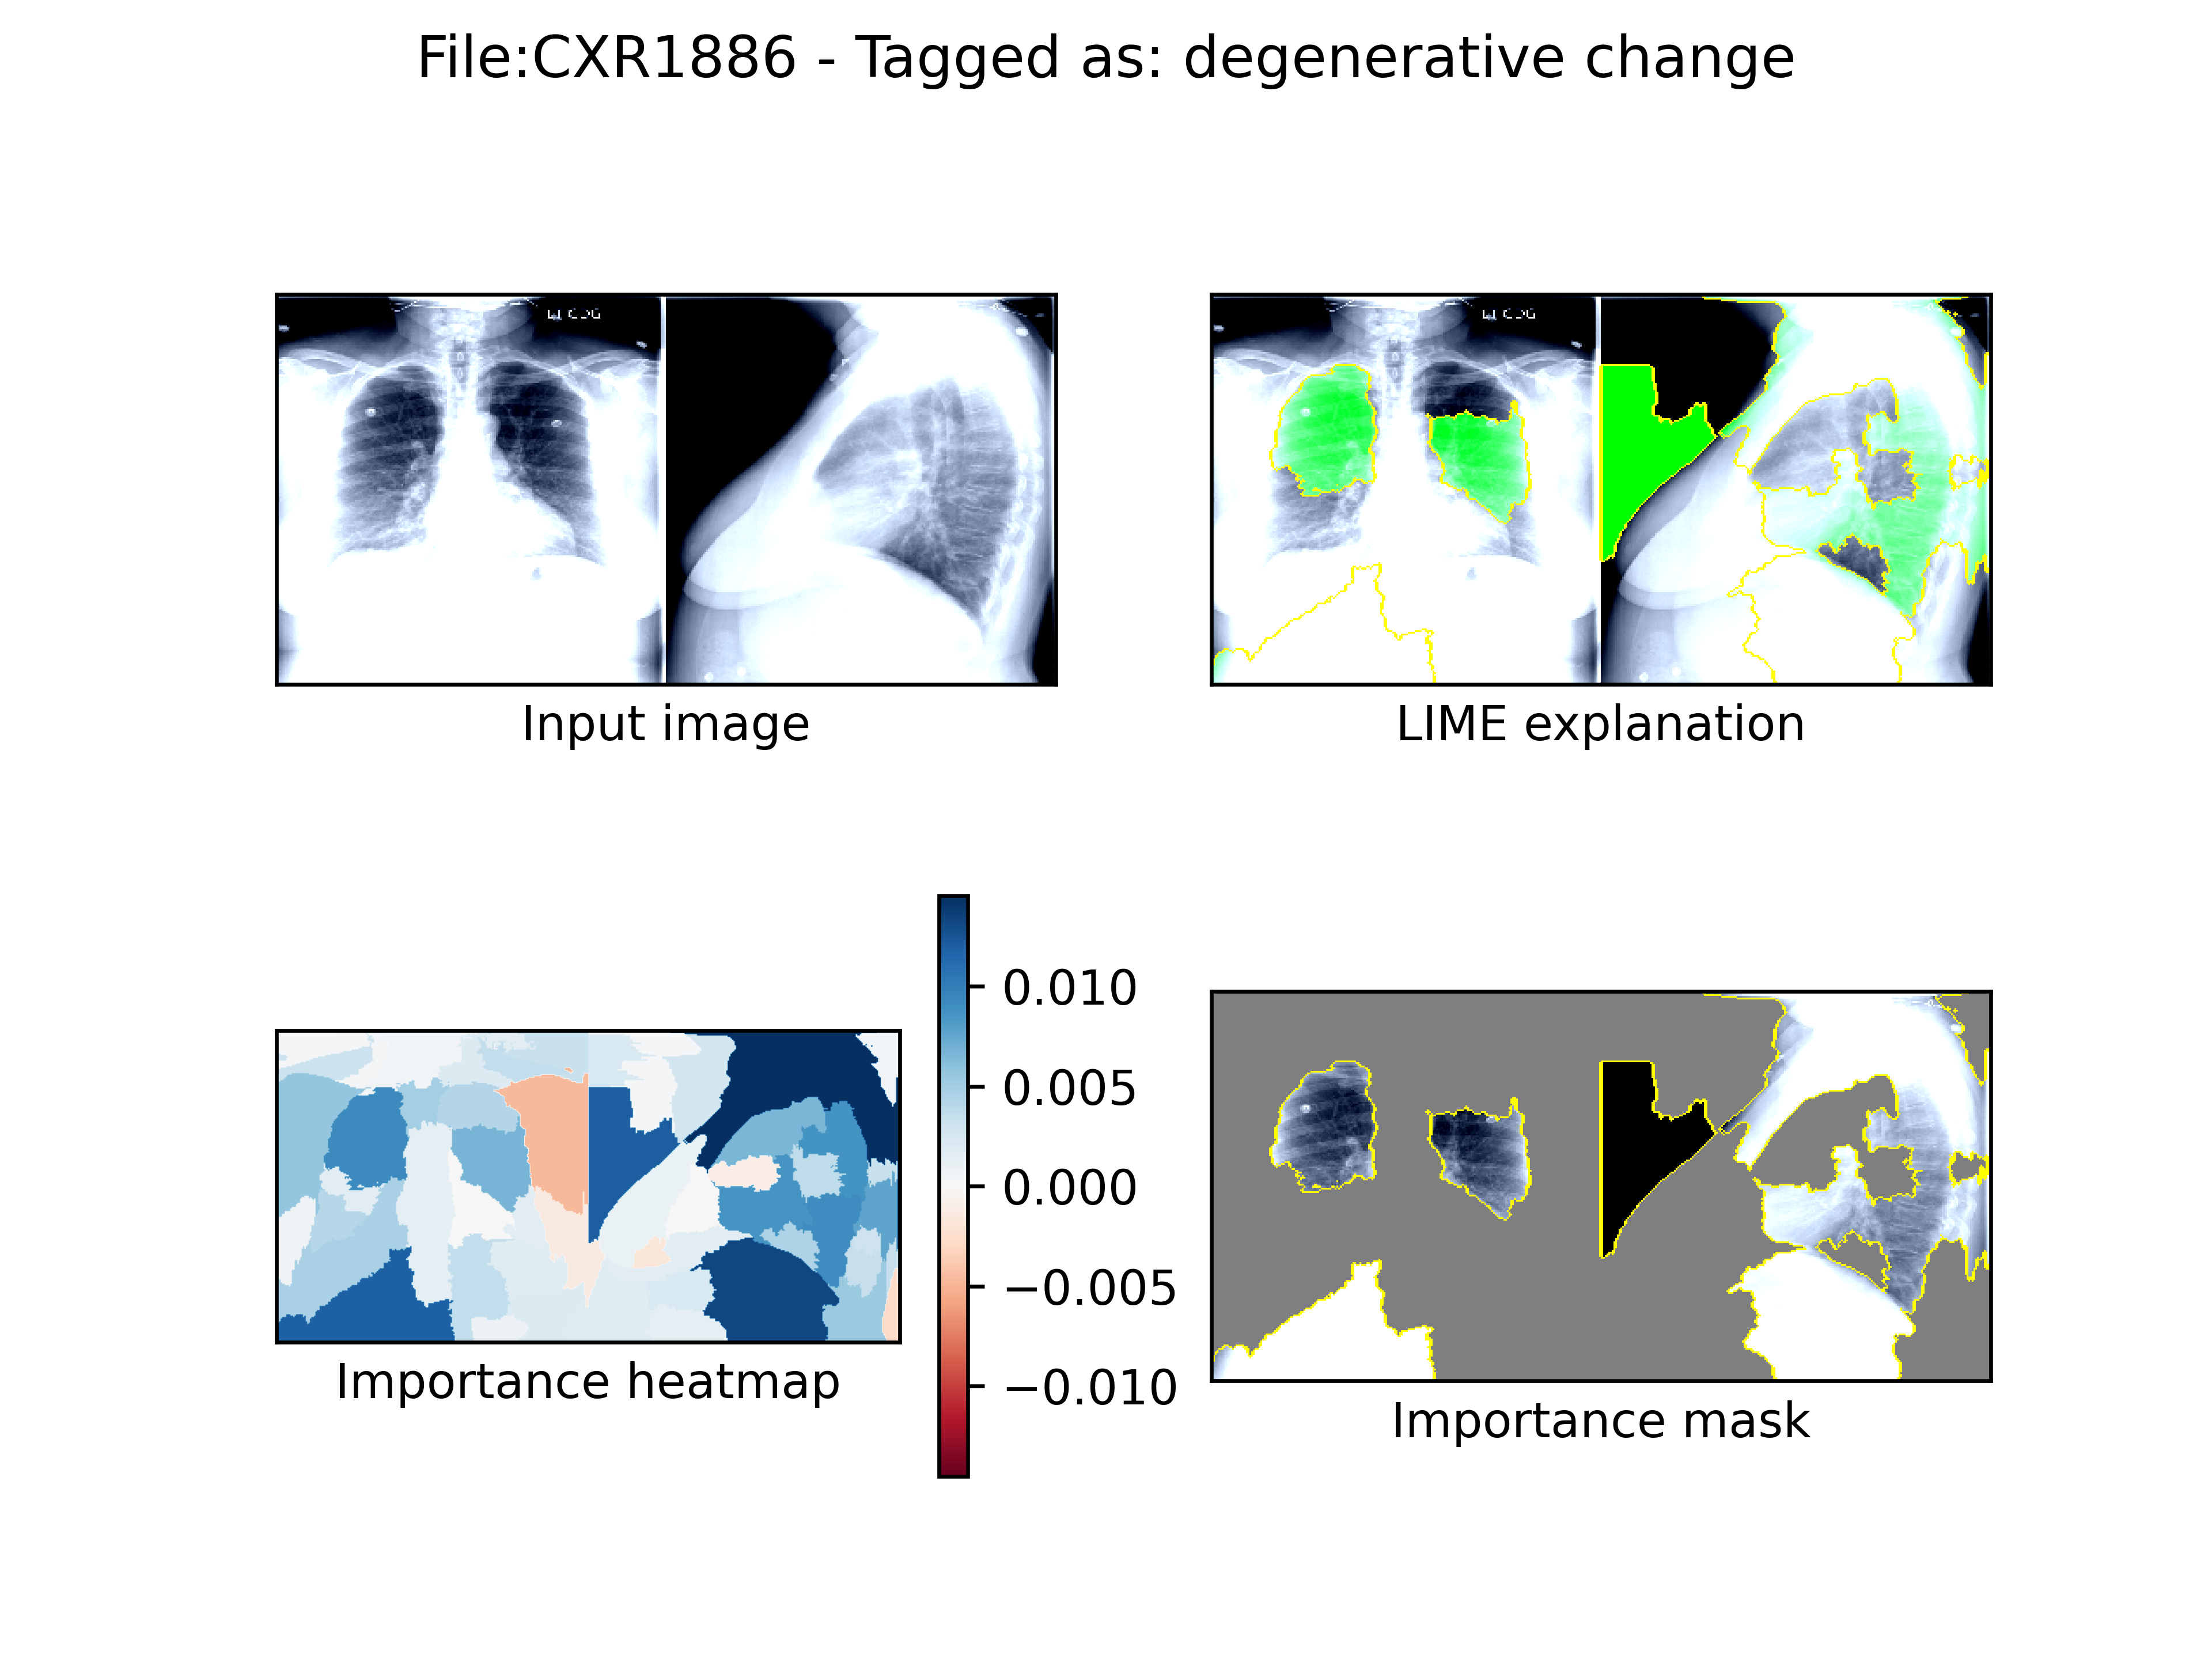 File:CXR1886 - Tagged as: degenerative change
Input image
LIME explanation
0.010
0.005
0.000
−0.005
−0.010
Importance heatmap
Importance mask